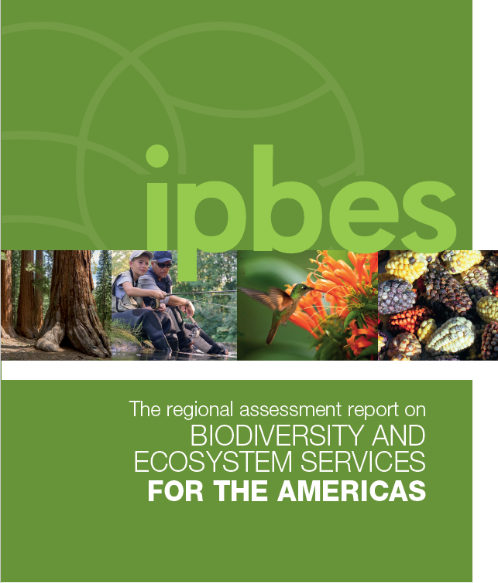 ipbes
The regional assessment report on
BIODIVERSITY AND
ECOSYSTEM SERVICES
FOR THE AMERICAS